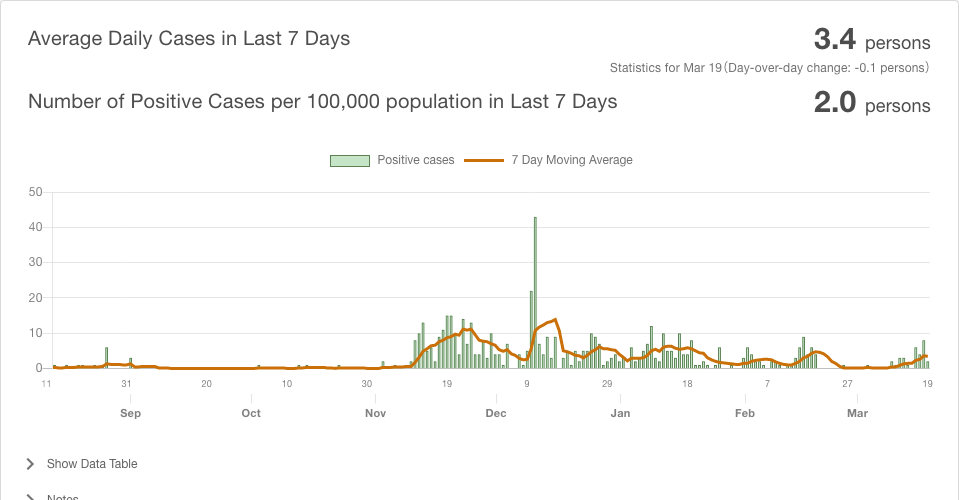 Average Daily Cases in Last 7 Days
3.4 persons
Statistics for Mar 19(Day-over-day change: -0.1 persons)
Number of Positive Cases per 100,000 population in Last 7 Days
2.0 persons
Positive cases 7 Day Moving Average
50
40
30
20
10
0
11 31 20 10 30 19 9 29 18 7 27 19
Sep Oct Nov Dec Jan Feb Mar
Show Data Table
Notes